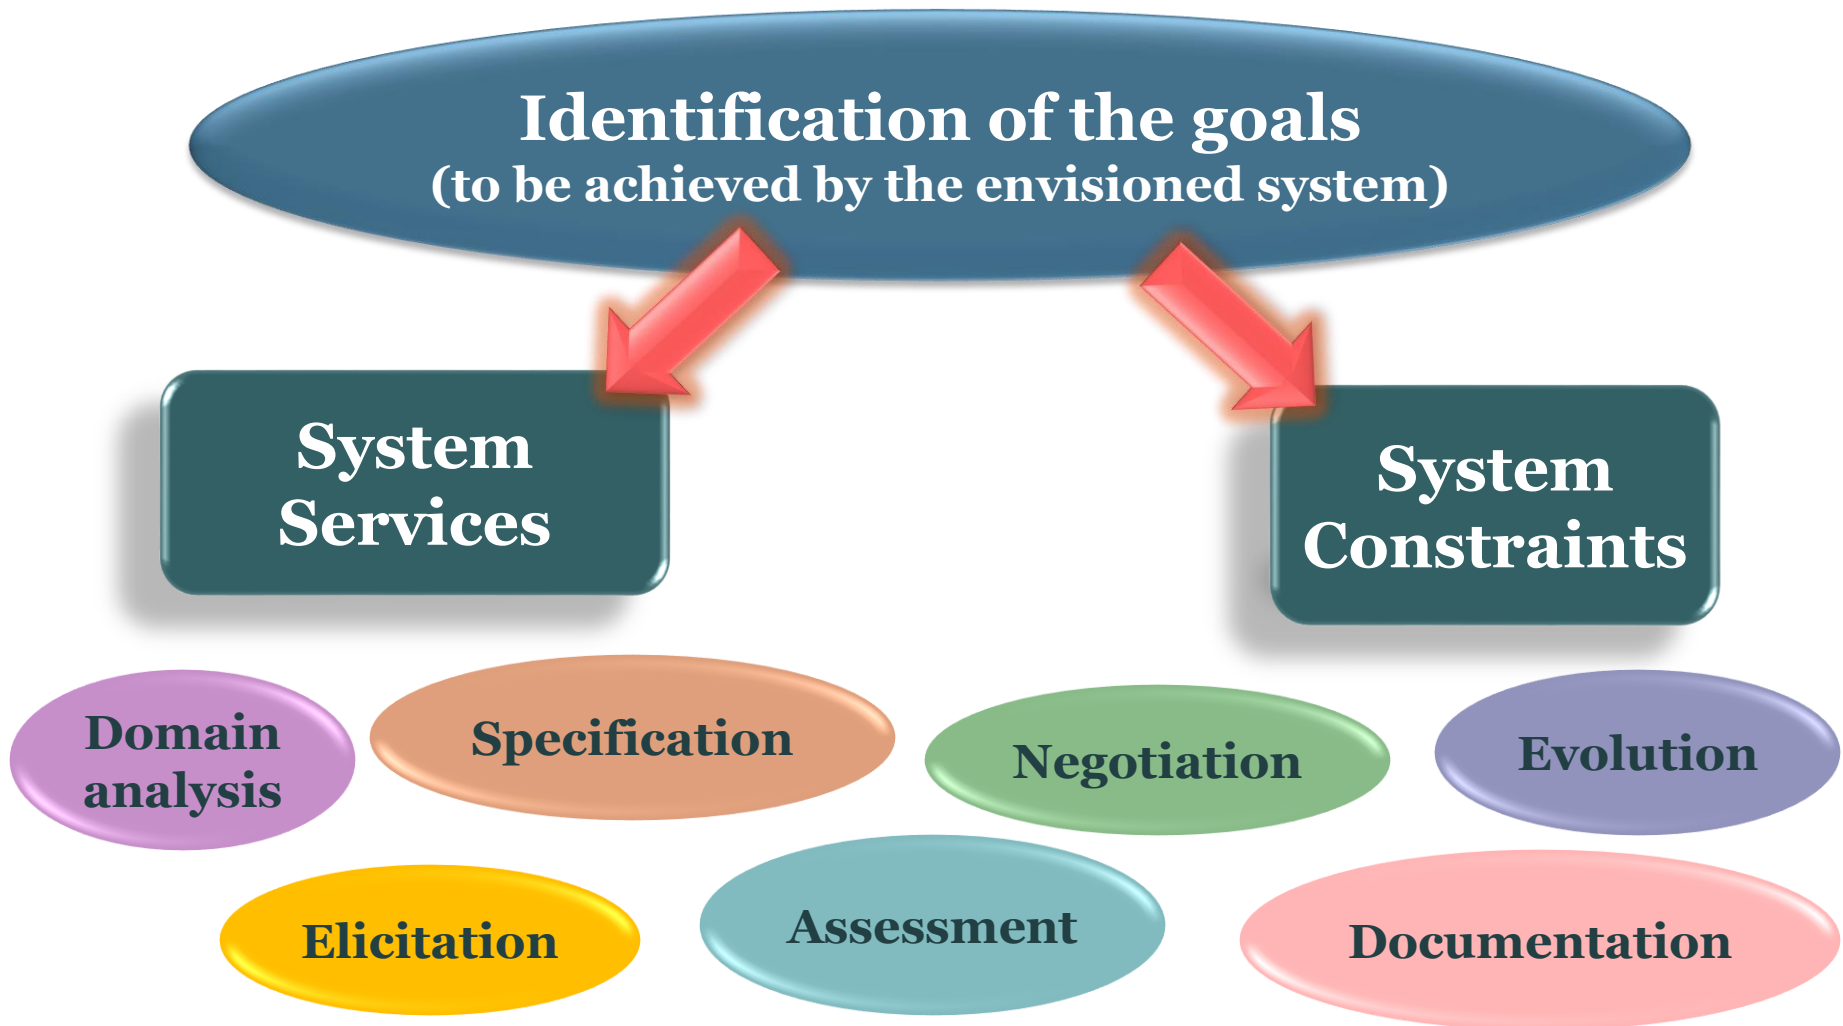 Identification of the goals
(to be achieved by the envisioned system)
System
Services
System
Constraints
Domain
analysis
Specification
Negotiation
Evolution
Elicitation
Assessment
Documentation